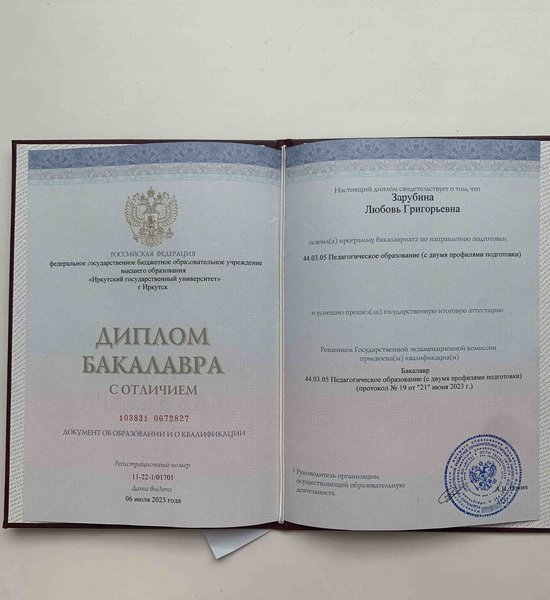 РОССИЙСКАЯ ФЕДЕРАЦИЯ
федеральное государственное бюджетное образовательное учреждение
высшего образования
«Иркутский государственный университет»
г Иркутск
ДИПЛОМ
БАКАЛАВРА
С ОТЛИЧИЕМ
103831 0672827
ДОКУМЕНТ ОБ ОБРАЗОВАНИИ И О КВАЛИФИКАЦИИ
Регистрационный номер
11-22-1/01701
Дата выдачи
06 июля 2023 года
Настоящий диплом свидетельствует о том, что
Зарубина
Любовь Григорьевна
освоил(а) программу бакалавриата по направлению подготовки
44.03.05 Педагогическое образование (с двумя профилями подготовки)
и успешно прошел(ла) государственную итоговую аттестацию
Решением Государственной экзаменационной комиссии
присвоена(ы) квалификация(и)
Бакалавр
44.03.05 Педагогическое образование (с двумя профилями подготовки)
(протокол № 19 от "21" июня 2023 г.)
Руководитель организации,
осуществляющей образовательную
деятельность